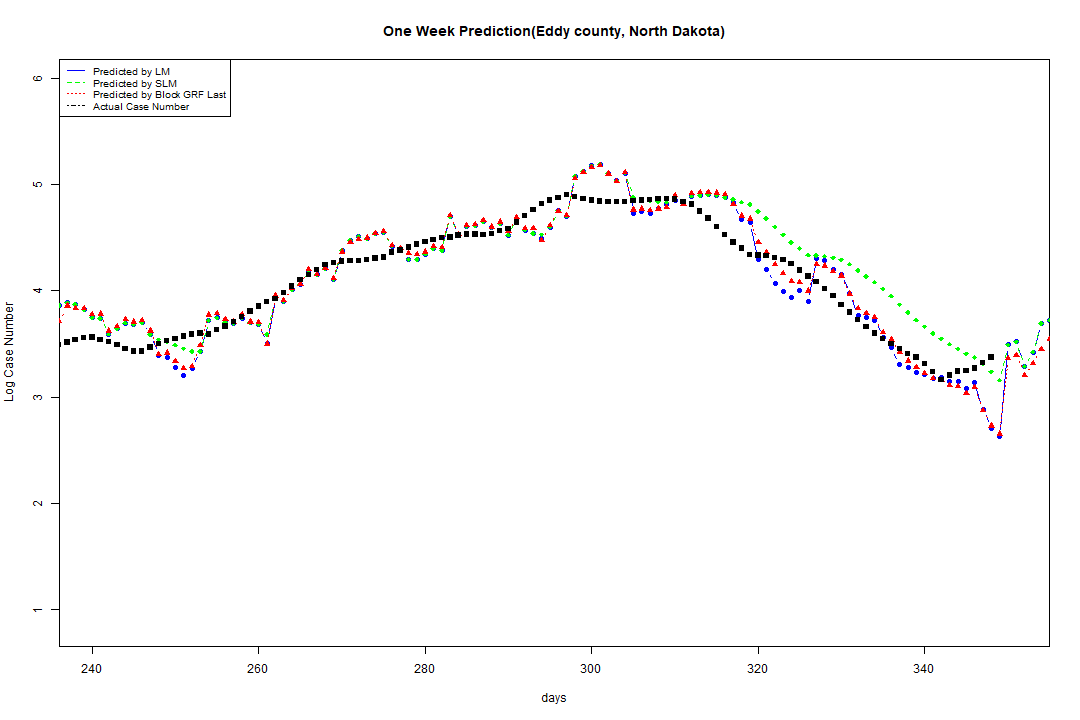 One Week Prediction(Eddy county, North Dakota)
Predicted by LM
Predicted by SLM
Predicted by Block GRF Last
Actual Case Number
6
5
4
3
2
1
Log Case Number
240 260 280 300 320 340
days